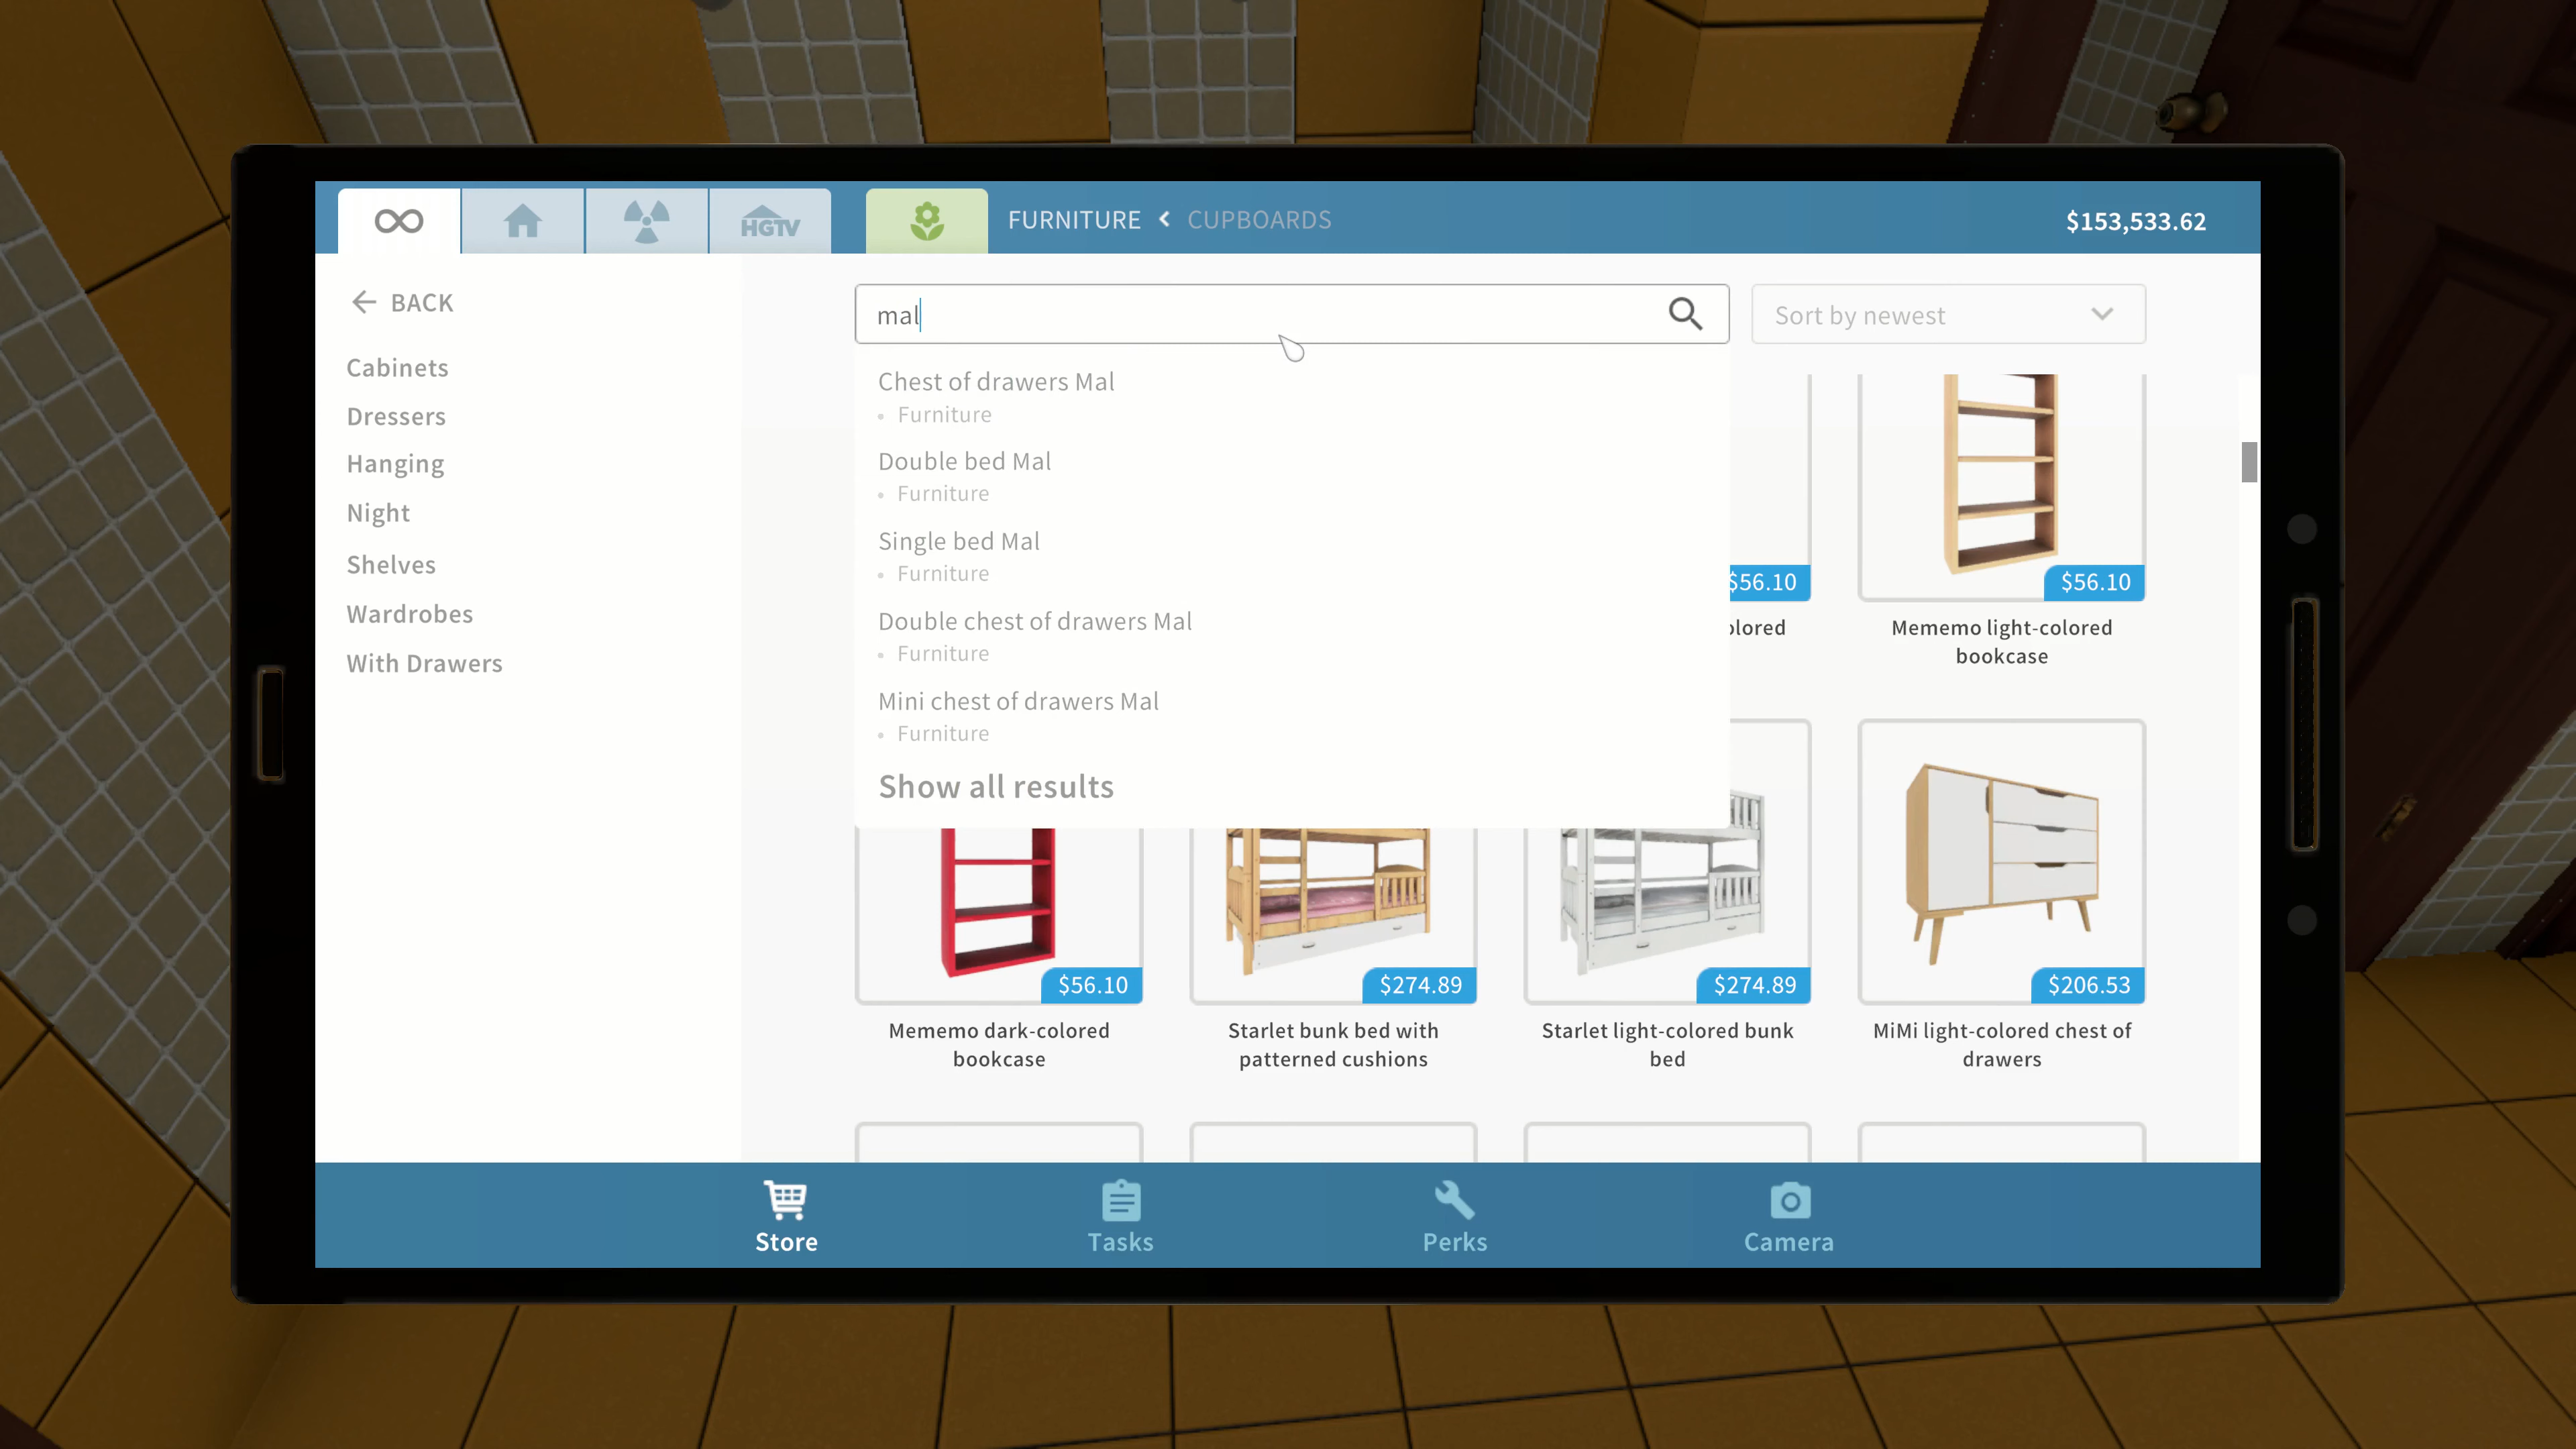 HGTV
FURNITURE < CUPBOARDS
$153,533.62
BACK
Cabinets
Dressers
Hanging
Night
Shelves
Wardrobes
With Drawers
mal
Sort by newest
Chest of drawers Mal
• Furniture
Double bed Mal
• Furniture
Single bed Mal
• Furniture
Double chest of drawers Mal
• Furniture
Mini chest of drawers Mal
• Furniture
Show all results
$56.10
olored
$56.10
Mememo light-colored
bookcase
$56.10
Mememo dark-colored
bookcase
$274.89
Starlet bunk bed with
patterned cushions
$274.89
Starlet light-colored bunk
bed
$206.53
MiMi light-colored chest of
drawers
Store
Tasks
Perks
Camera